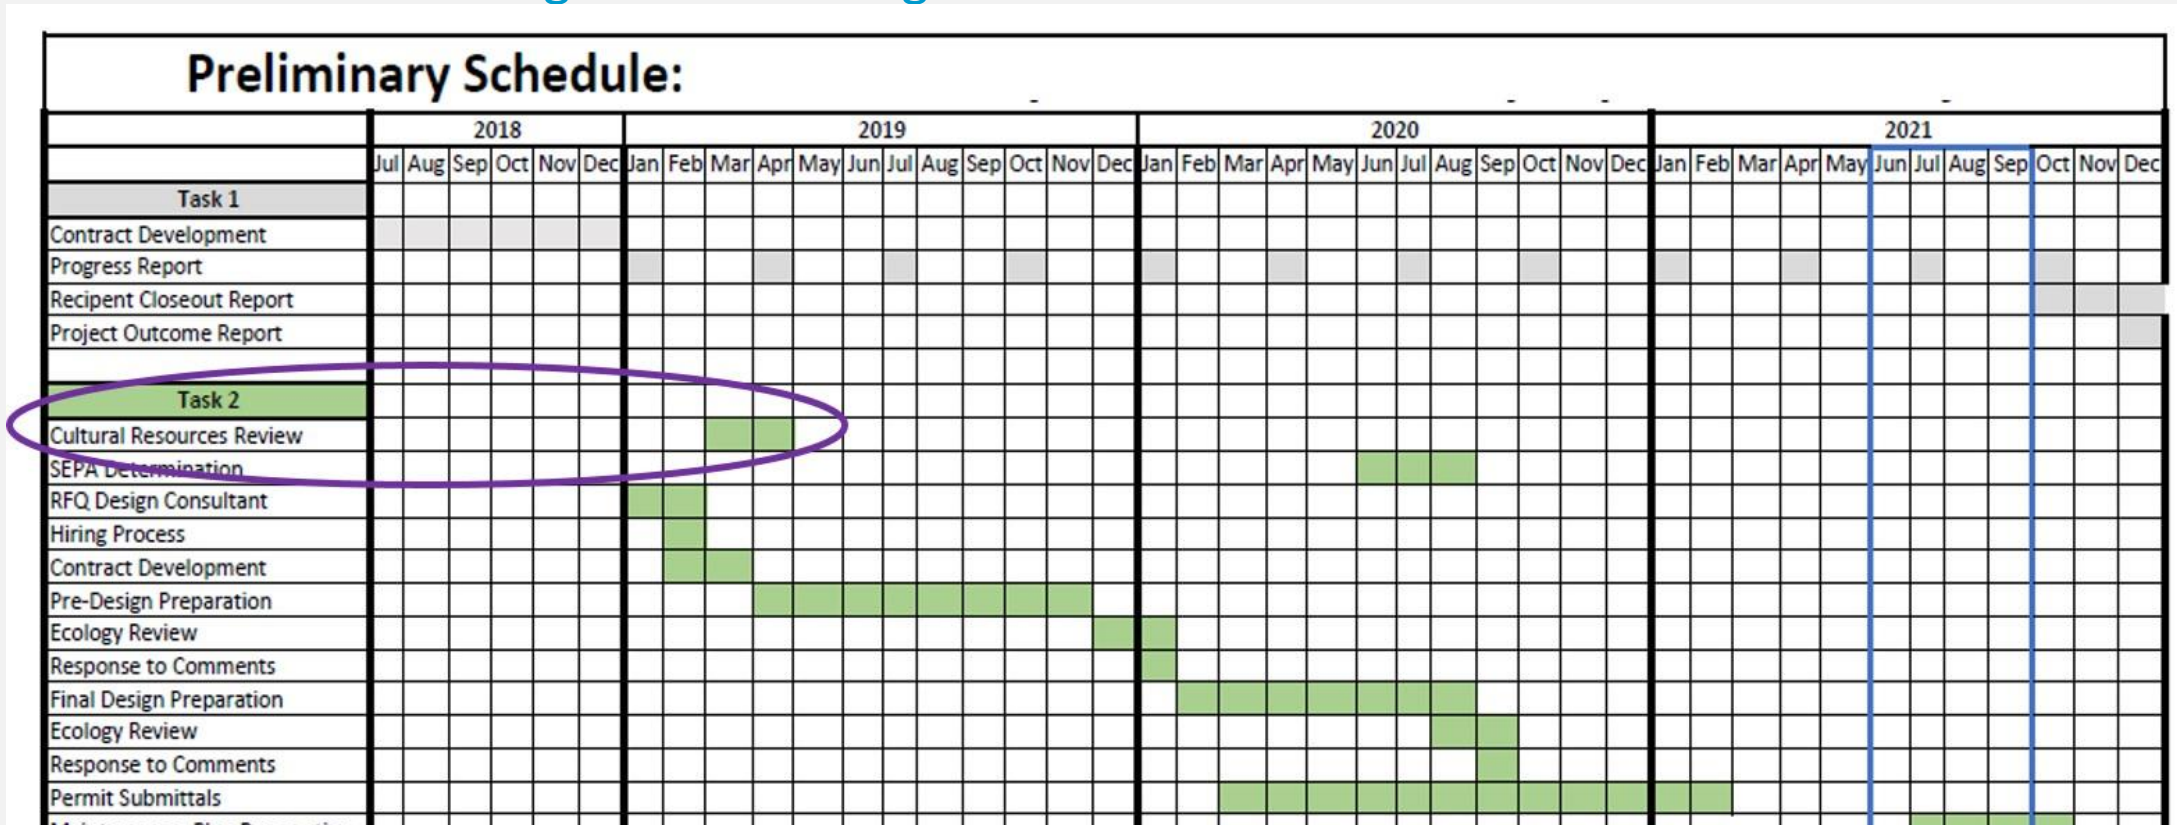 Preliminary Schedule:
2018 2019 2020 2021
Jul Aug Sep Oct Nov Dec Jan Feb Mar Apr May Jun Jul Aug Sep Oct Nov Dec Jan Feb Mar Apr May Jun Jul Aug Sep Oct Nov Dec Jan Feb Mar Apr May Jun Jul Aug Sep Oct Nov Dec
Task 1
Contract Development
Progress Report
Recipent Closeout Report
Project Outcome Report
Task 2
Cultural Resources Review
SEPA Determination
RFQ Design Consultant
Hiring Process
Contract Development
Pre-Design Preparation
Ecology Review
Response to Comments
Final Design Preparation
Ecology Review
Response to Comments
Permit Submittals